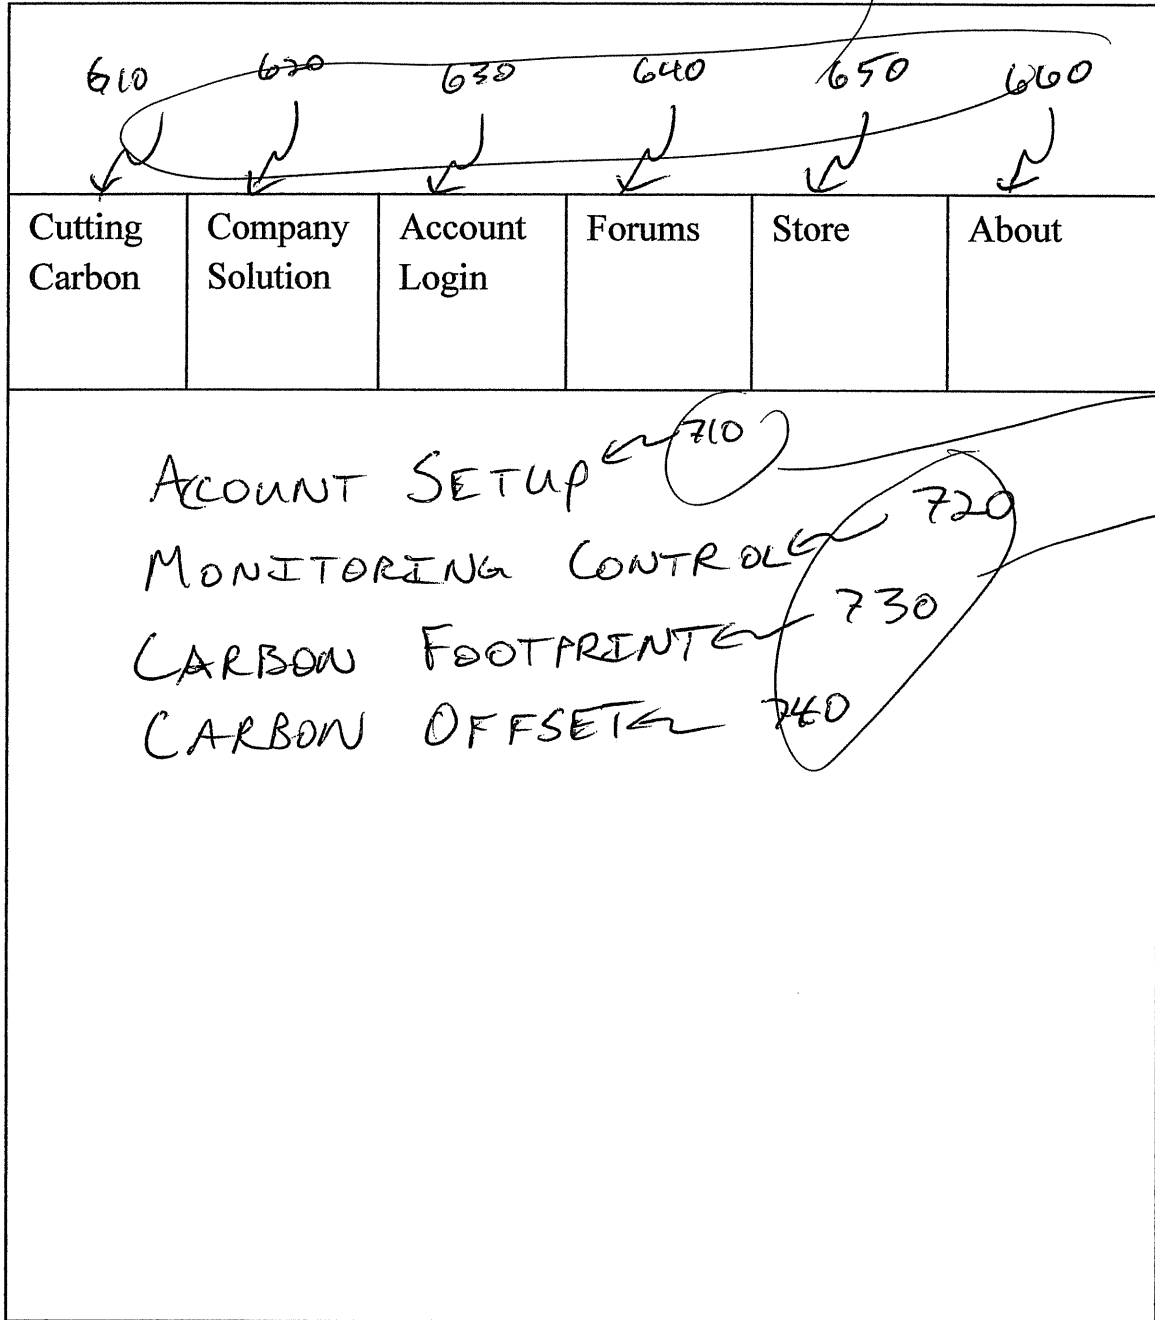 610 620 630 640 650 660
Cutting Company Account Forums Store About
Carbon Solution Login
ACCOUNT SETUP 710
MONITORING CONTROL 720
CARBON FOOTPRINT 730
CARBON OFFSET 740